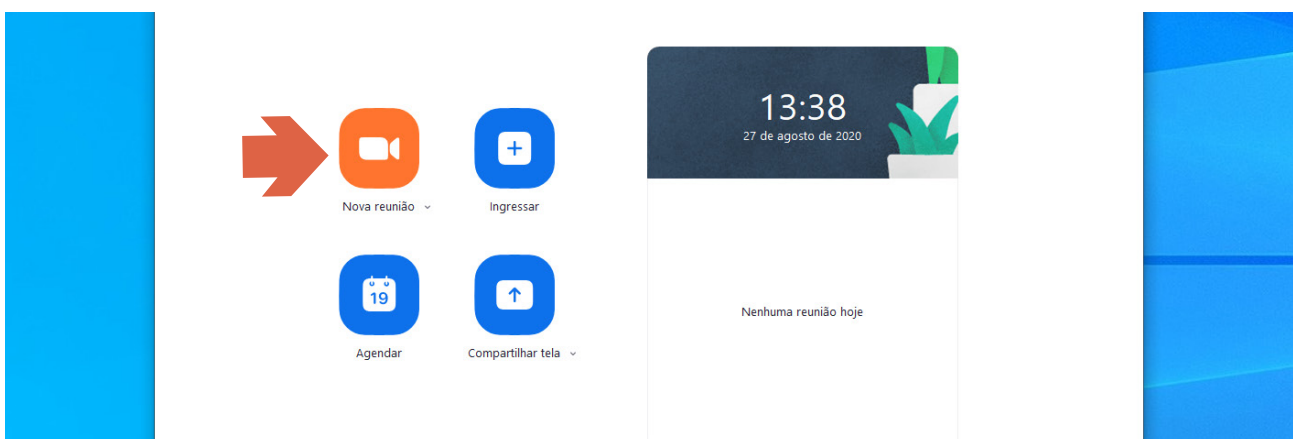 13:38
27 de agosto de 2020
Nova reunião
Ingressar
19
Agendar
Compartilhar tela
Nenhuma reunião hoje